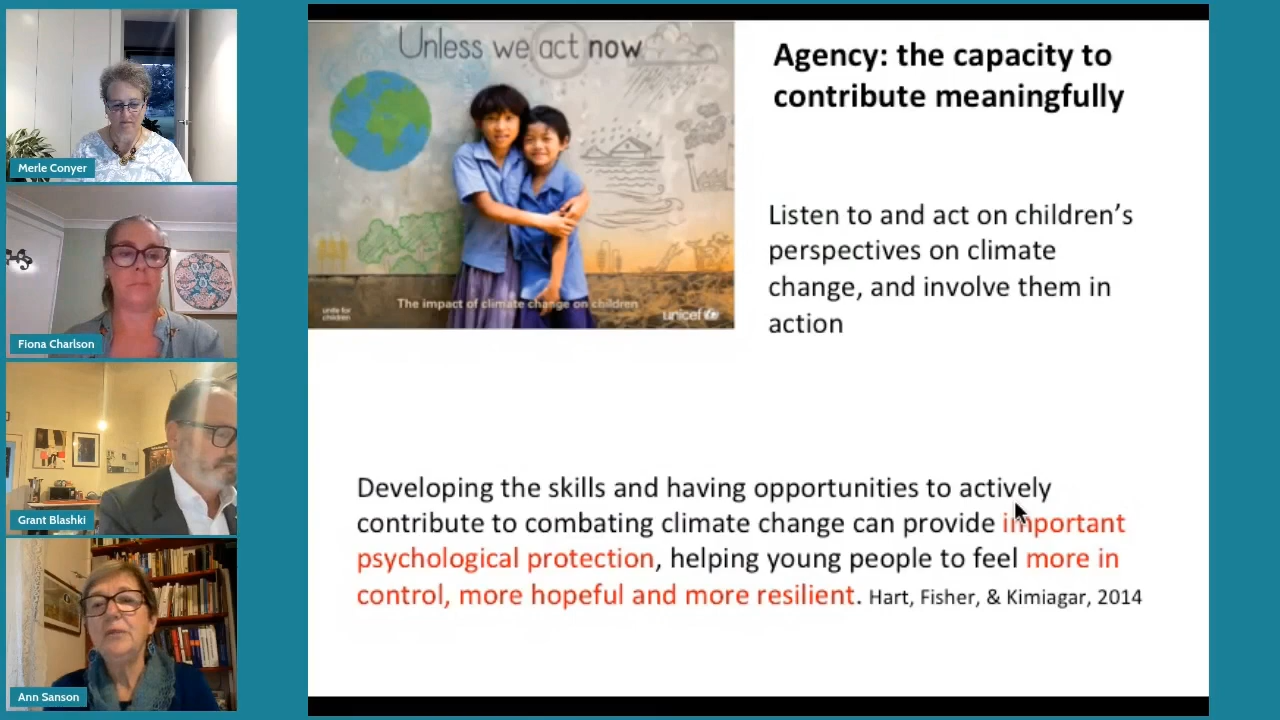 Merle Conyer
Fiona Charlson
Grant Blashki
Ann Sanson
Unless we act now
The impact of climate change on children
unite for
children
unicef
Agency: the capacity to
contribute meaningfully
Listen to and act on children’s
perspectives on climate
change, and involve them in
action
Developing the skills and having opportunities to actively
contribute to combating climate change can provide important
psychological protection, helping young people to feel more in
control, more hopeful and more resilient. Hart, Fisher, & Kimiagar, 2014